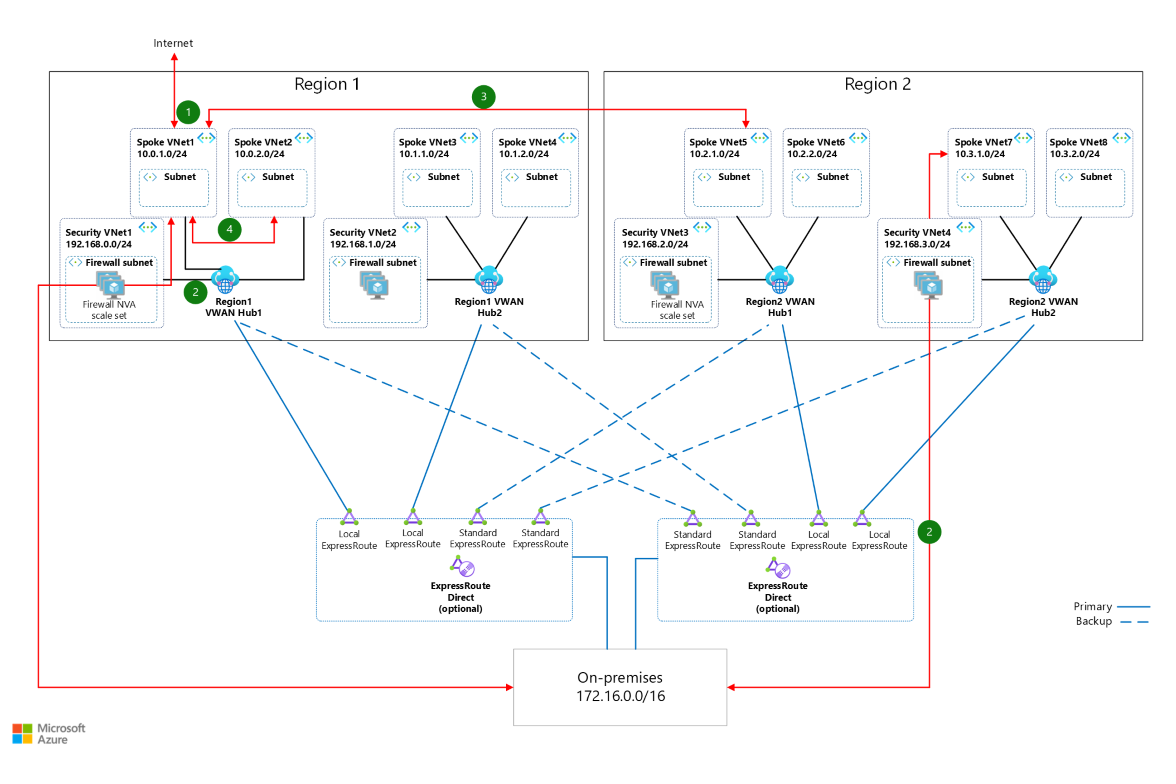 Internet
Region 1
Region 2
1
3
Spoke VNet1
10.0.1.0/24
Subnet
Spoke VNet2
10.0.2.0/24
Subnet
Spoke VNet3
10.1.1.0/24
Subnet
Spoke VNet4
10.1.2.0/24
Subnet
Spoke VNet5
10.2.1.0/24
Subnet
Spoke VNet6
10.2.2.0/24
Subnet
Spoke VNet7
10.3.1.0/24
Subnet
Spoke VNet8
10.3.2.0/24
Subnet
4
Security VNet1
192.168.0.0/24
Firewall subnet
Firewall NVA
scale set
2
Region1
VWAN Hub1
Security VNet2
192.168.1.0/24
Firewall subnet
Region1 VWAN
Hub2
Security VNet3
192.168.2.0/24
Firewall subnet
Firewall NVA
scale set
Region2 VWAN
Hub1
Security VNet4
192.168.3.0/24
Firewall subnet
Region2 VWAN
Hub2
Local
ExpressRoute
Local
ExpressRoute
Standard
ExpressRoute
Standard
ExpressRoute
ExpressRoute
Direct
(optional)
Standard
ExpressRoute
Standard
ExpressRoute
Local
ExpressRoute
Local
ExpressRoute
ExpressRoute
Direct
(optional)
2
Primary
Backup
On-premises
172.16.0.0/16
Microsoft
Azure